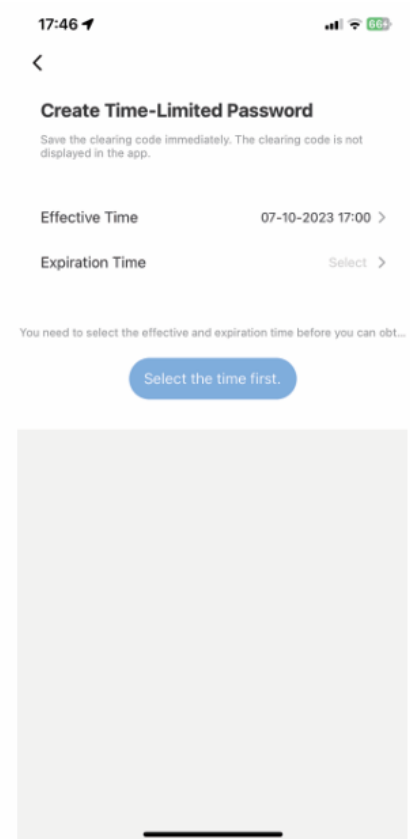 17:46
66
Create Time-Limited Password
Save the clearing code immediately. The clearing code is not
displayed in the app.
Effective Time 07-10-2023 17:00 >
Expiration Time Select >
You need to select the effective and expiration time before you can obt...
Select the time first.